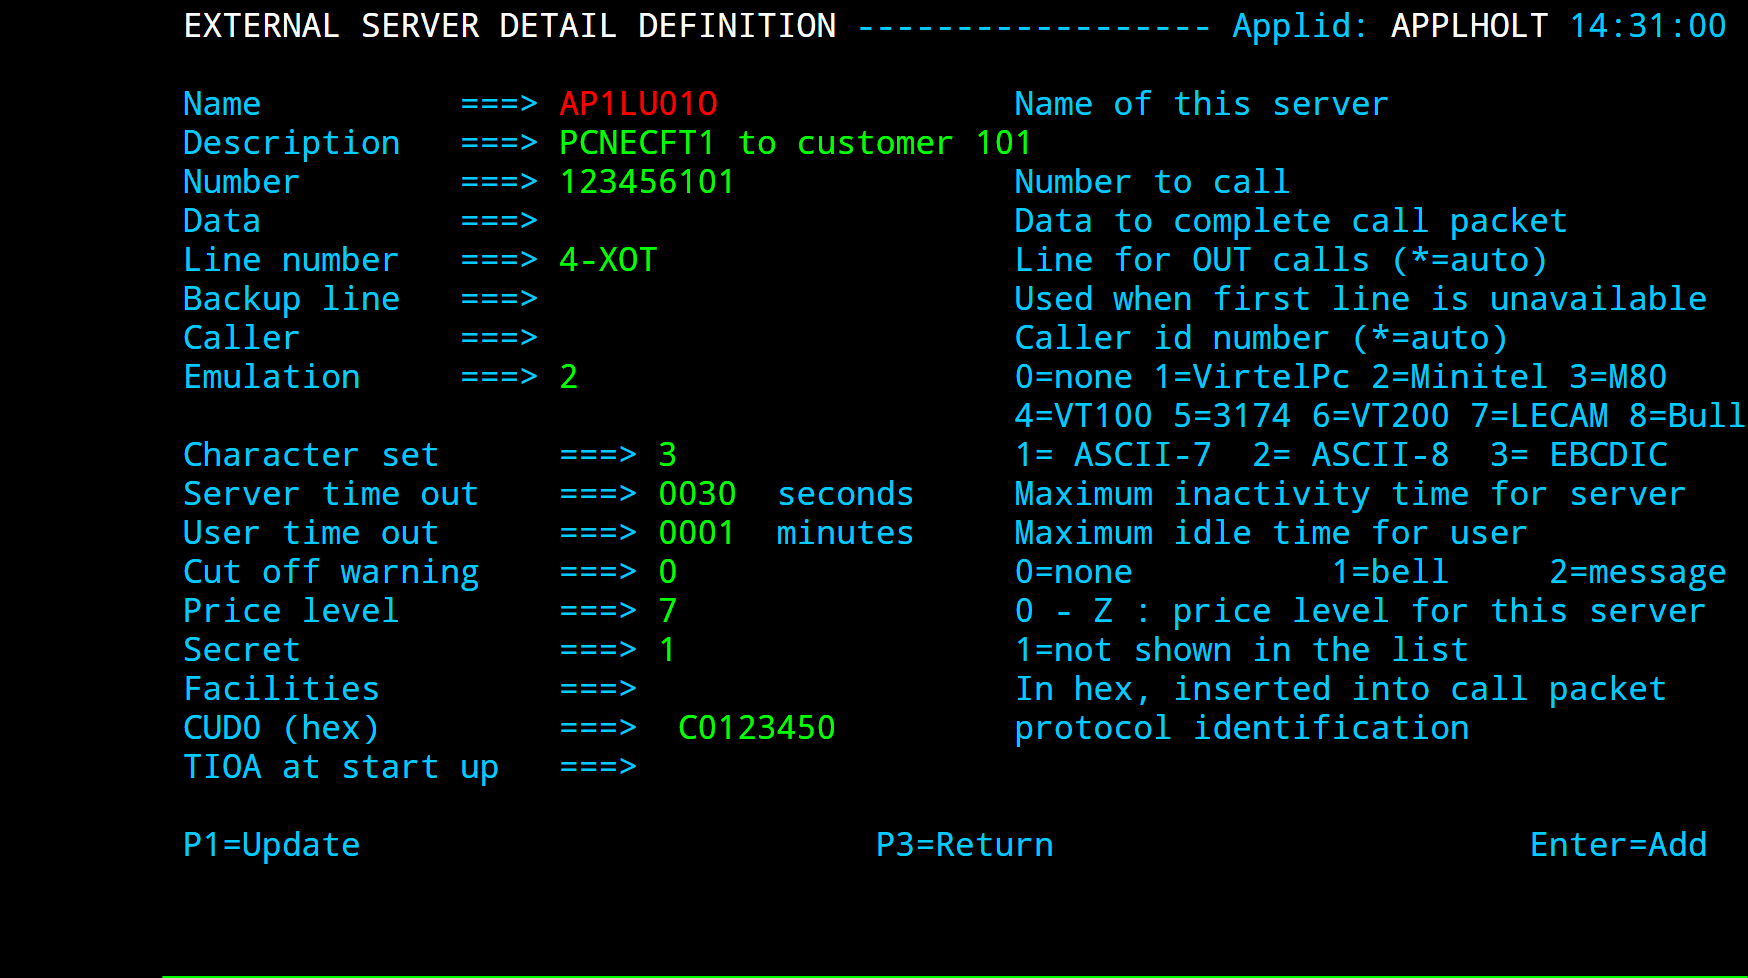 EXTERNAL SERVER DETAIL DEFINITION ------------------ Applid: APPLHOLT 14:31:00
Name ===> AP1LU01O Name of this server
Description ===> PCNECFT1 to customer 101
Number ===> 123456101 Number to call
Data ===> Data to complete call packet
Line number ===> 4-XOT Line for OUT calls (*=auto)
Backup line ===> Used when first line is unavailable
Caller ===> Caller id number (*=auto)
Emulation ===> 2 0=none 1=VirtelPc 2=Minitel 3=M80
4=VT100 5=3174 6=VT200 7=LECAM 8=Bull
Character set ===> 3 1= ASCII-7 2= ASCII-8 3= EBCDIC
Server time out ===> 0030 seconds Maximum inactivity time for server
User time out ===> 0001 minutes Maximum idle time for user
Cut off warning ===> 0 0=none 1=bell 2=message
Price level ===> 7 0 - Z : price level for this server
Secret ===> 1 1=not shown in the list
Facilities ===> In hex, inserted into call packet
CUD0 (hex) ===> C0123450 protocol identification
TIOA at start up ===>
P1=Update P3=Return Enter=Add